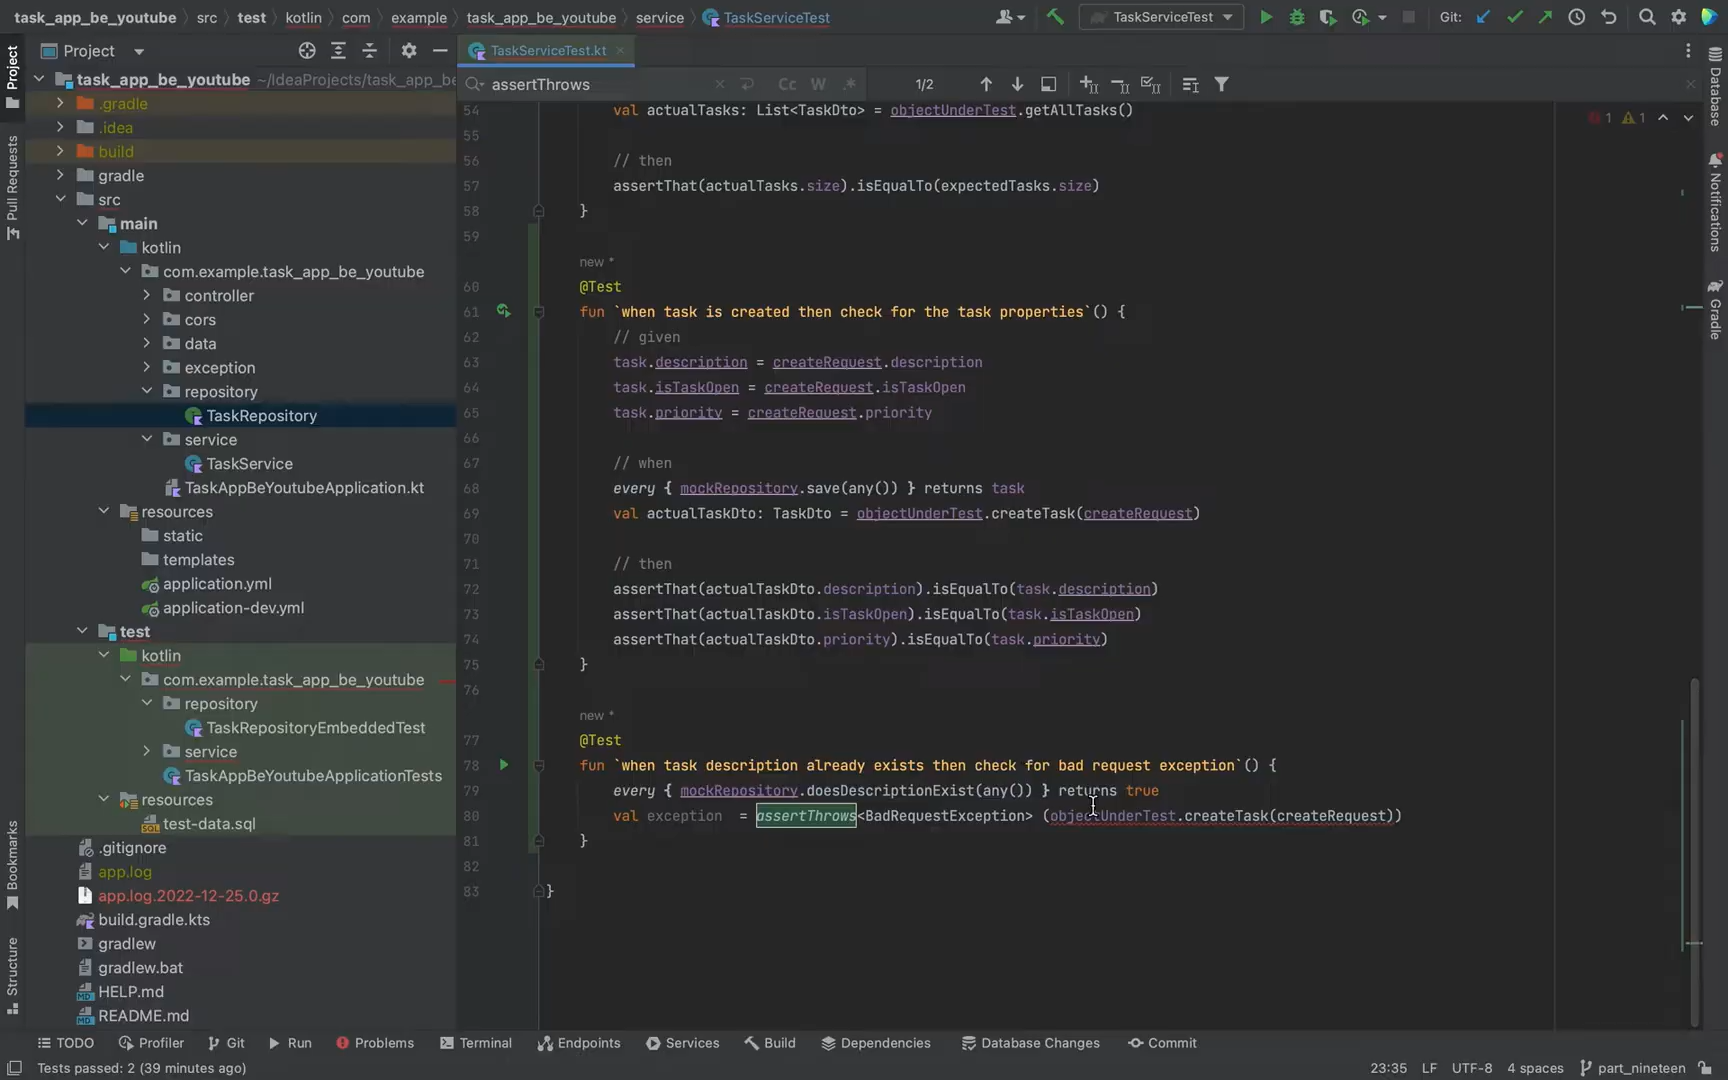 task_app_be_youtube src test kotlin com example task_app_be_youtube service TaskServiceTest
TaskServiceTest
Git:
Project
TaskServiceTest.kt
assertThrows
Cc W .*
1/2
Project
Pull Requests
Bookmarks
Structure
task_app_be_youtube ~/IdeaProjects/task_app_be
.gradle
.idea
build
gradle
src
main
kotlin
com.example.task_app_be_youtube
controller
cors
data
exception
repository
TaskRepository
service
TaskService
TaskAppBeYoutubeApplication.kt
resources
static
templates
application.yml
application-dev.yml
test
kotlin
com.example.task_app_be_youtube
repository
TaskRepositoryEmbeddedTest
service
TaskAppBeYoutubeApplicationTests
resources
test-data.sql
.gitignore
app.log
app.log.2022-12-25.0.gz
build.gradle.kts
gradlew
gradlew.bat
HELP.md
README.md
54 val actualTasks: List<TaskDto> = objectUnderTest.getAllTasks()
55
56 // then
57 assertThat(actualTasks.size).isEqualTo(expectedTasks.size)
58 }
59
new *
60 @Test
61 fun `when task is created then check for the task properties`() {
62 // given
63 task.description = createRequest.description
64 task.isTaskOpen = createRequest.isTaskOpen
65 task.priority = createRequest.priority
66
67 // when
68 every { mockRepository.save(any()) } returns task
69 val actualTaskDto: TaskDto = objectUnderTest.createTask(createRequest)
70
71 // then
72 assertThat(actualTaskDto.description).isEqualTo(task.description)
73 assertThat(actualTaskDto.isTaskOpen).isEqualTo(task.isTaskOpen)
74 assertThat(actualTaskDto.priority).isEqualTo(task.priority)
75 }
76
new *
77 @Test
78 fun `when task description already exists then check for bad request exception`() {
79 every { mockRepository.doesDescriptionExist(any()) } returns true
80 val exception = assertThrows<BadRequestException> (objectUnderTest.createTask(createRequest))
81 }
82
83 }
1 1
Database
Notifications
Gradle
TODO Profiler Git Run Problems Terminal Endpoints Services Build Dependencies Database Changes Commit
Tests passed: 2 (39 minutes ago)
23:35 LF UTF-8 4 spaces part_nineteen